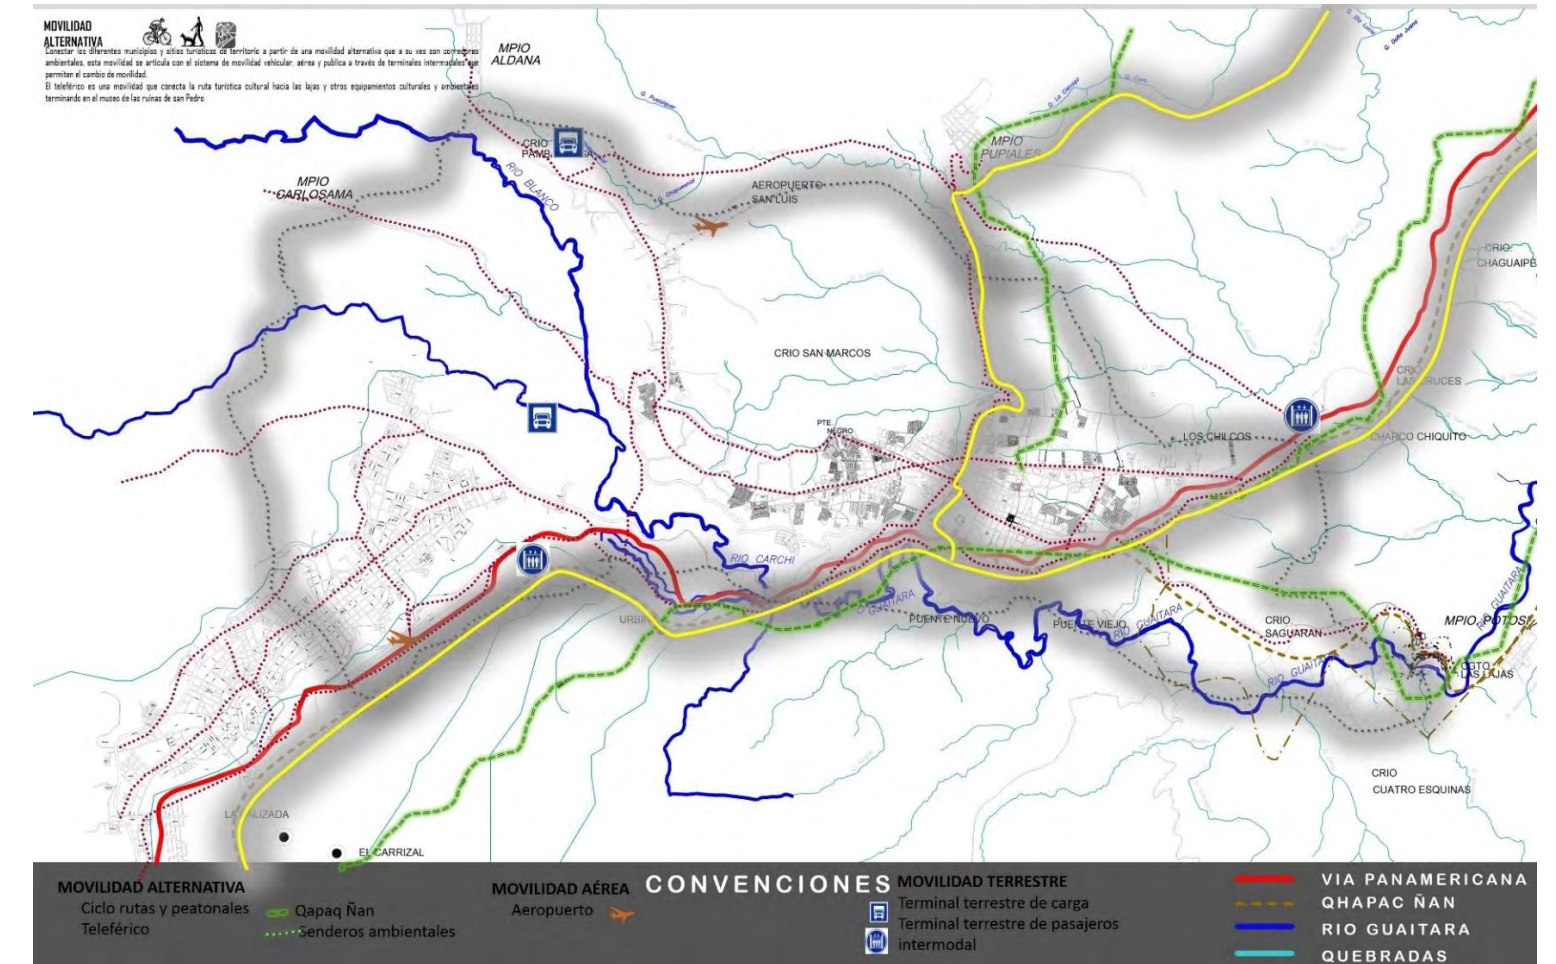 MOVILIDAD
ALTERNATIVA
Conectar los diferentes municipios y sitios turísticos de territorio a partir de una movilidad alternativa que a su ves son corredores
ambientales, esta movilidad se articula con el sistema de movilidad vehicular, aérea y publica a través de terminales intermodales que
permiten el cambio de movilidad.
El teleférico es una movilidad que conecta la ruta turística cultural hacia las lajas y otros equipamientos culturales y ambientales
terminando en el museo de las ruinas de san Pedro
MPIO
ALDANA
Q. Doña Juana
CRIO
RIO BLANCO
MPIO
CARLOSAMA
MPIO
PUPIALES
AEROPUERTO
SAN LUIS
CRIO.
CHAGUAIPE
CRIO SAN MARCOS
CRIO.
LAS CRUCES
PTE.
NEGRO
LOS CHILCOS
CHARCO CHIQUITO
RIO CARCHI
RIO GUAITARA
PUENTE NUEVO
PUENTE VIEJO
RIO GUAITARA
CRIO.
SAGUARAN
MPIO. POTOSI
RIO GUAITARA
RIO GUAITARA
CGTO
LAS LAJAS
CRIO
CUATRO ESQUINAS
EL CARRIZAL
CONVENCIONES
MOVILIDAD ALTERNATIVA
Ciclo rutas y peatonales
Teleférico
Qapaq Ñan
Senderos ambientales
MOVILIDAD AÉREA
Aeropuerto
MOVILIDAD TERRESTRE
Terminal terrestre de carga
Terminal terrestre de pasajeros
intermodal
VIA PANAMERICANA
QHAPAC ÑAN
RIO GUAITARA
QUEBRADAS